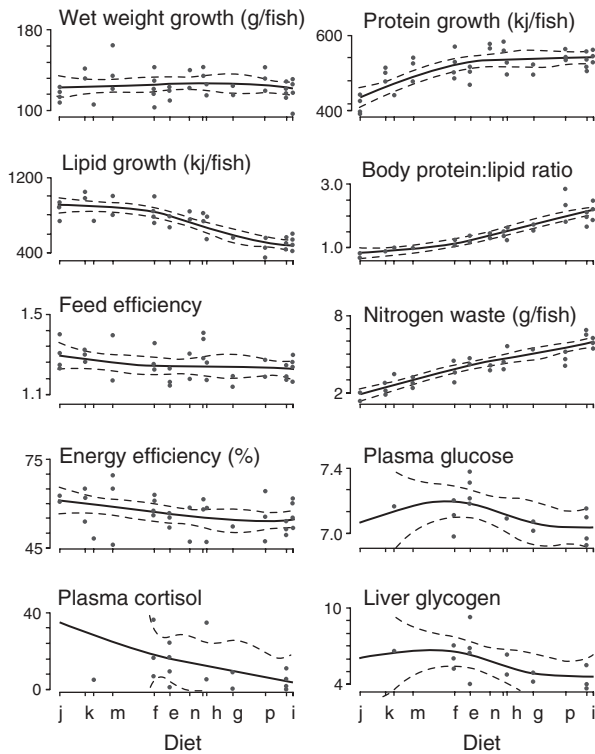 Wet weight growth (g/fish)
180
100
Protein growth (kj/fish)
600
400
Lipid growth (kj/fish)
1200
400
Body protein:lipid ratio
3.0
1.0
Feed efficiency
1.5
1.1
Nitrogen waste (g/fish)
8
2
Energy efficiency (%)
75
45
Plasma glucose
7.4
7.0
Plasma cortisol
40
0
j k m f e n h g p i
Diet
Liver glycogen
10
4
j k m f e n h g p i
Diet